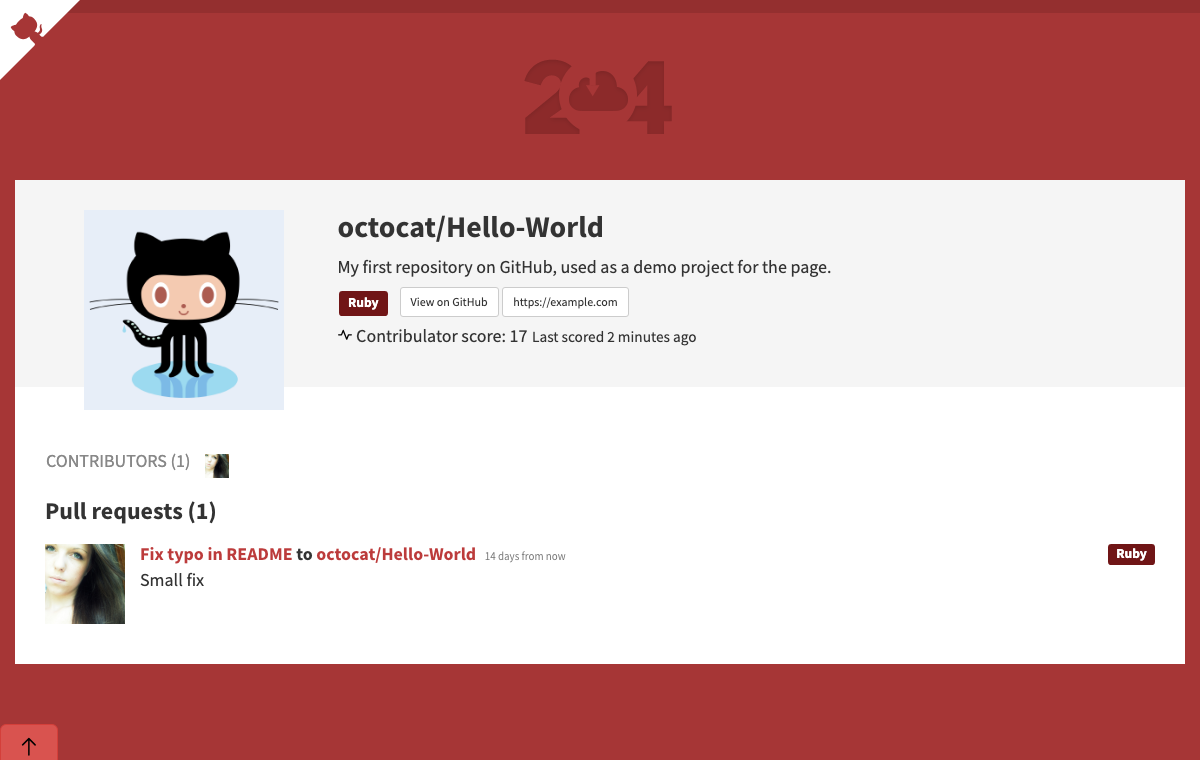 24
octocat/Hello-World
My first repository on GitHub, used as a demo project for the page.
Ruby View on GitHub https://example.com
Contribulator score: 17 Last scored 2 minutes ago
CONTRIBUTORS (1)
Pull requests (1)
Fix typo in README to octocat/Hello-World 14 days from now Ruby
Small fix